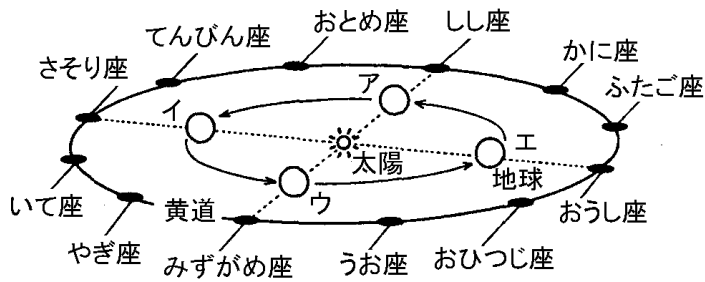 おとめ座
しし座
てんびん座
かに座
さそり座
ア
ふたご座
イ
エ
太陽
地球
ウ
いて座
黄道
おうし座
やぎ座
みずがめ座
うお座
おひつじ座